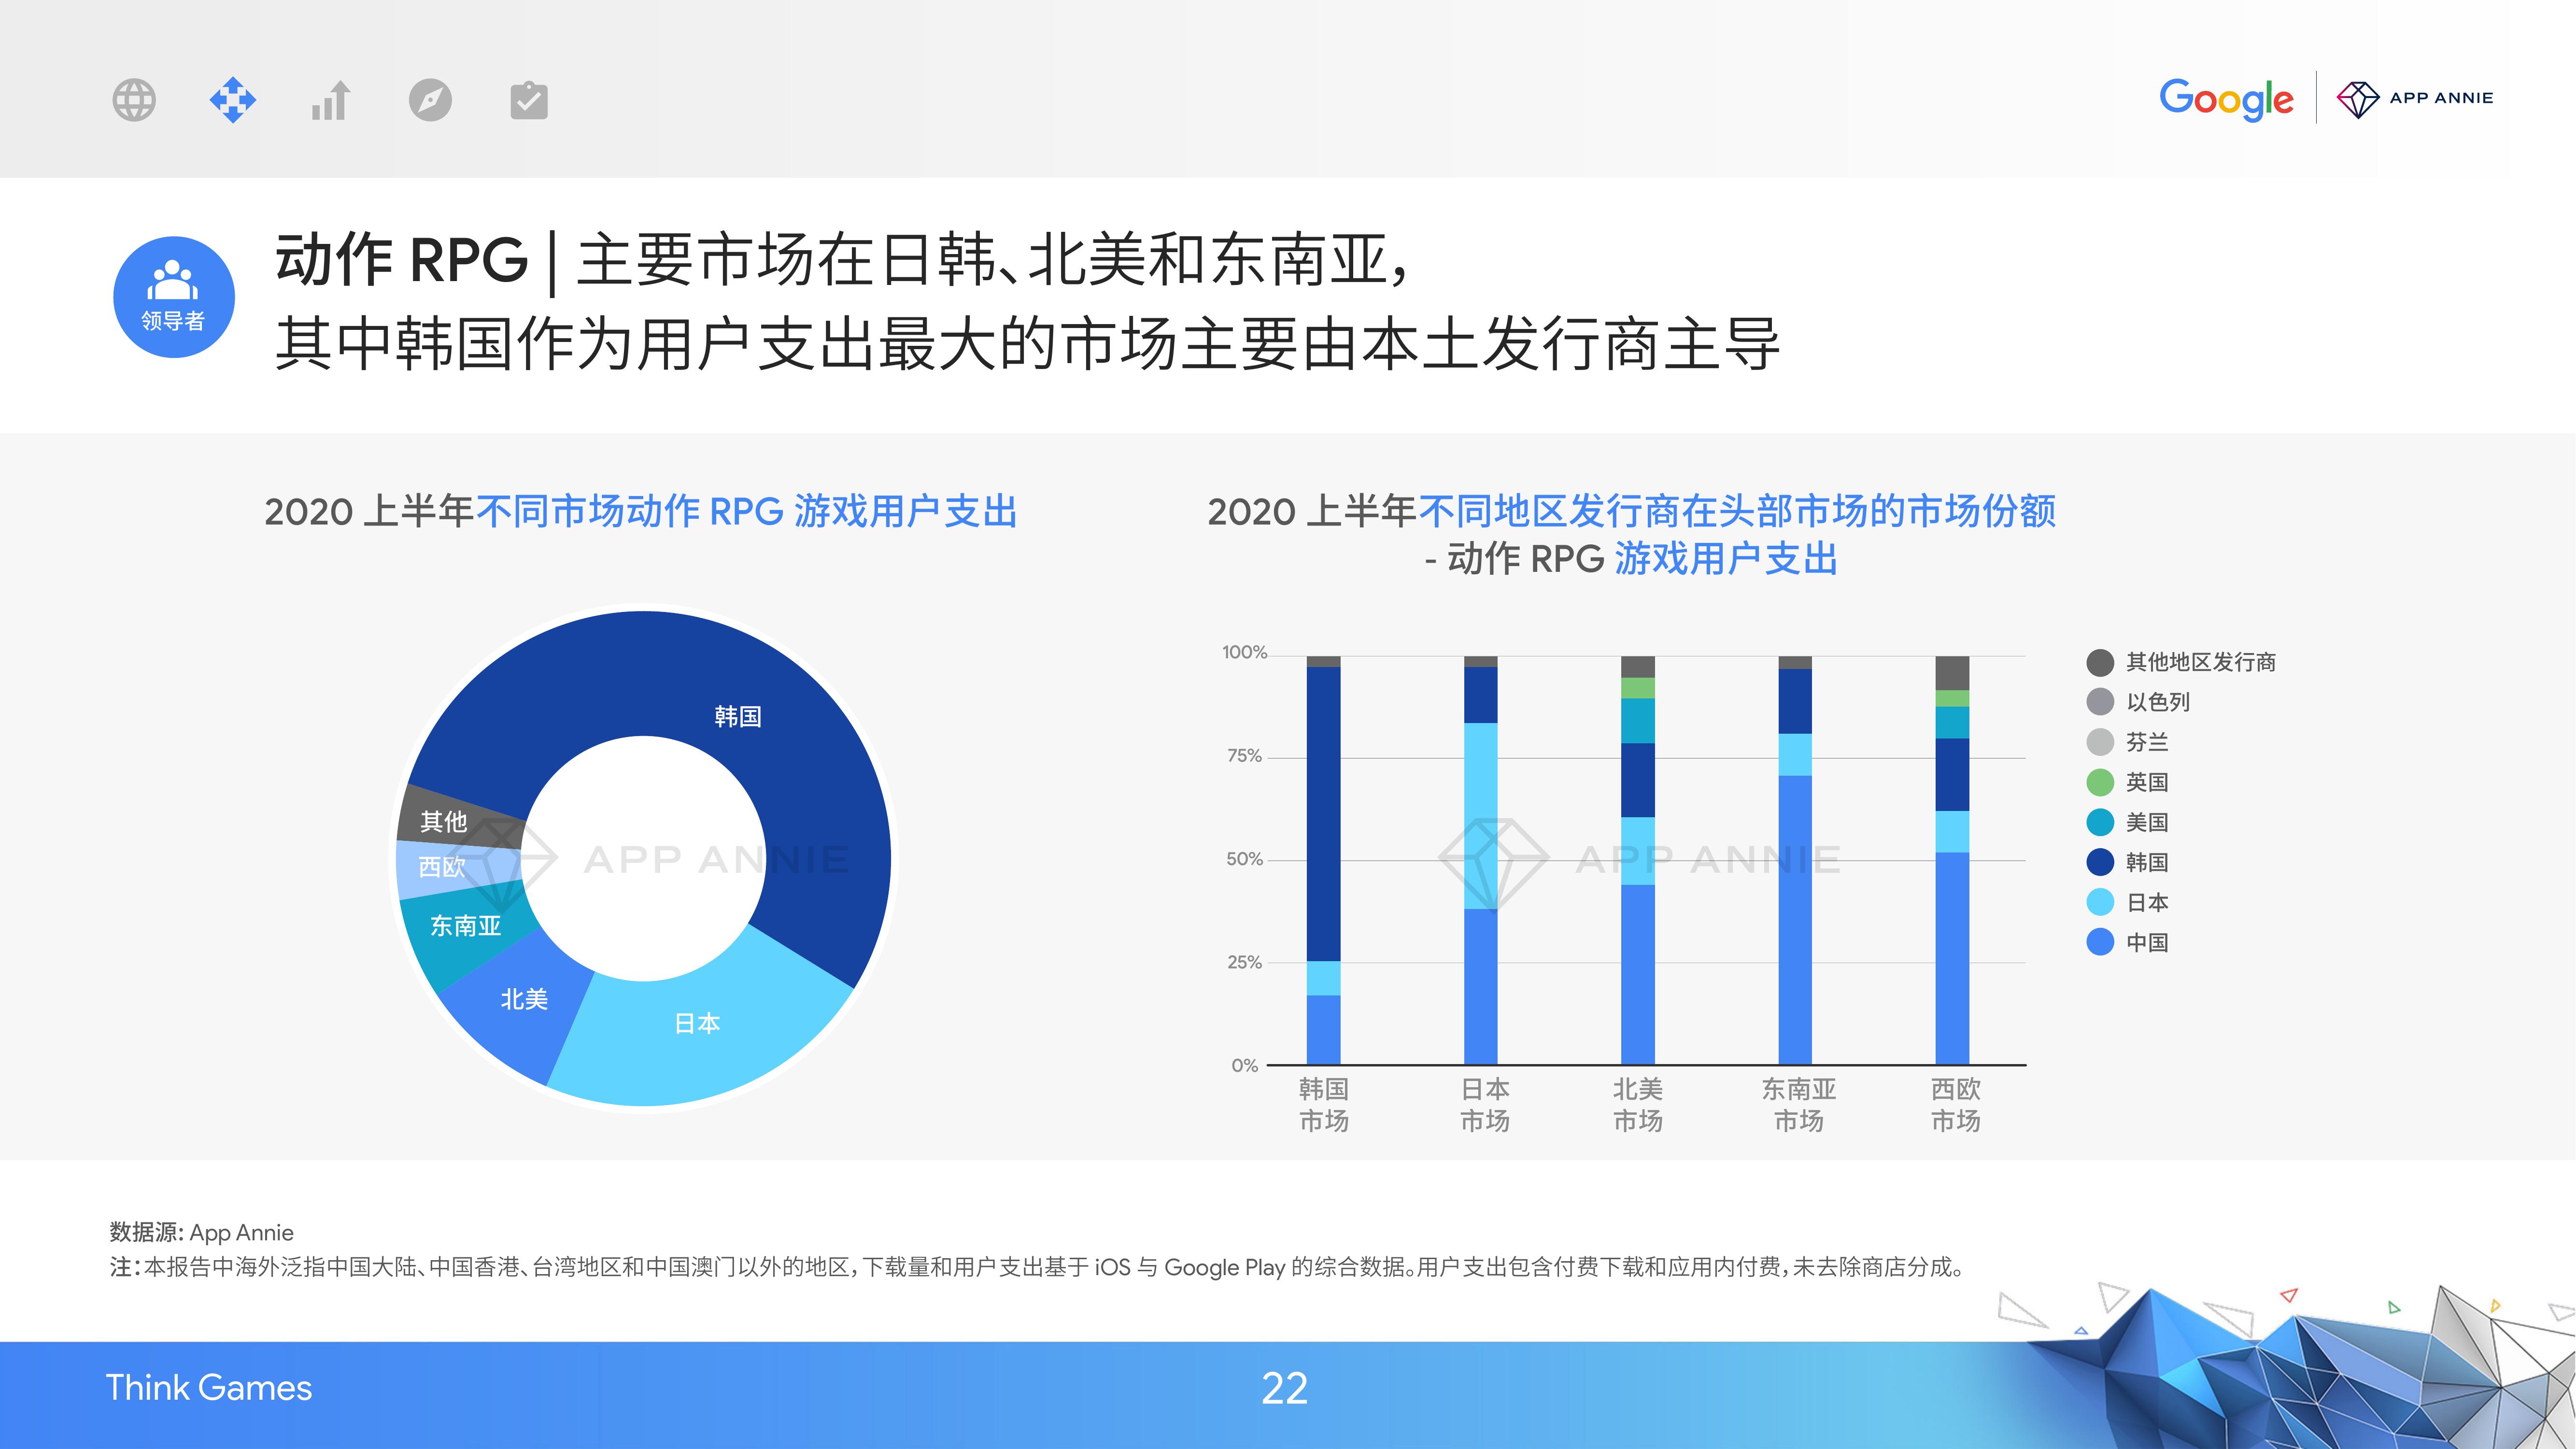 Google
APP ANNIE
领导者
动作 RPG | 主要市场在日韩、北美和东南亚,
其中韩国作为用户支出最大的市场主要由本土发行商主导
2020 上半年不同市场动作 RPG 游戏用户支出
韩国
其他
西欧
东南亚
北美
日本
APP ANNIE
2020 上半年不同地区发行商在头部市场的市场份额
- 动作 RPG 游戏用户支出
100%
75%
50%
25%
0%
APP ANNIE
韩国
市场
日本
市场
北美
市场
东南亚
市场
西欧
市场
其他地区发行商
以色列
芬兰
英国
美国
韩国
日本
中国
数据源: App Annie
注:本报告中海外泛指中国大陆、中国香港、台湾地区和中国澳门以外的地区,下载量和用户支出基于 iOS 与 Google Play 的综合数据。用户支出包含付费下载和应用内付费,未去除商店分成。
Think Games
22